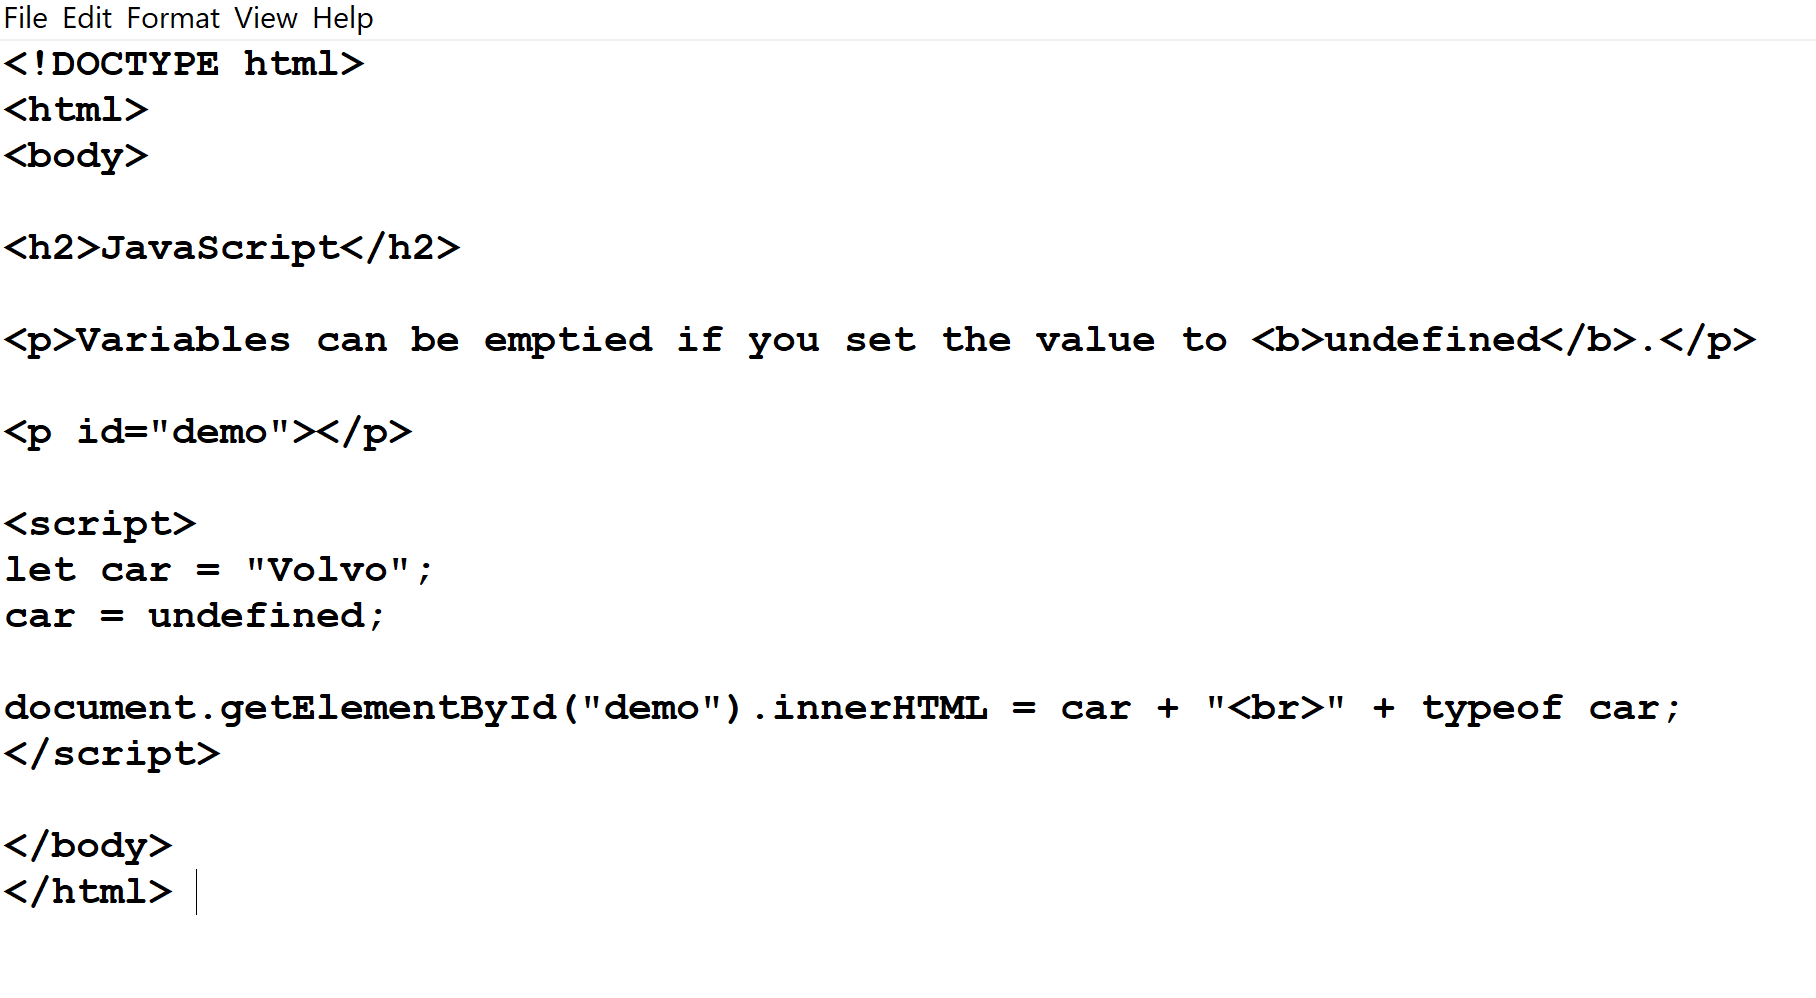 File Edit Format View Help
<!DOCTYPE html>
<html>
<body>
<h2>JavaScript</h2>
<p>Variables can be emptied if you set the value to <b>undefined</b>.</p>
<p id="demo"></p>
<script>
let car = "Volvo";
car = undefined;
document.getElementById("demo").innerHTML = car + "<br>" + typeof car;
</script>
</body>
</html>